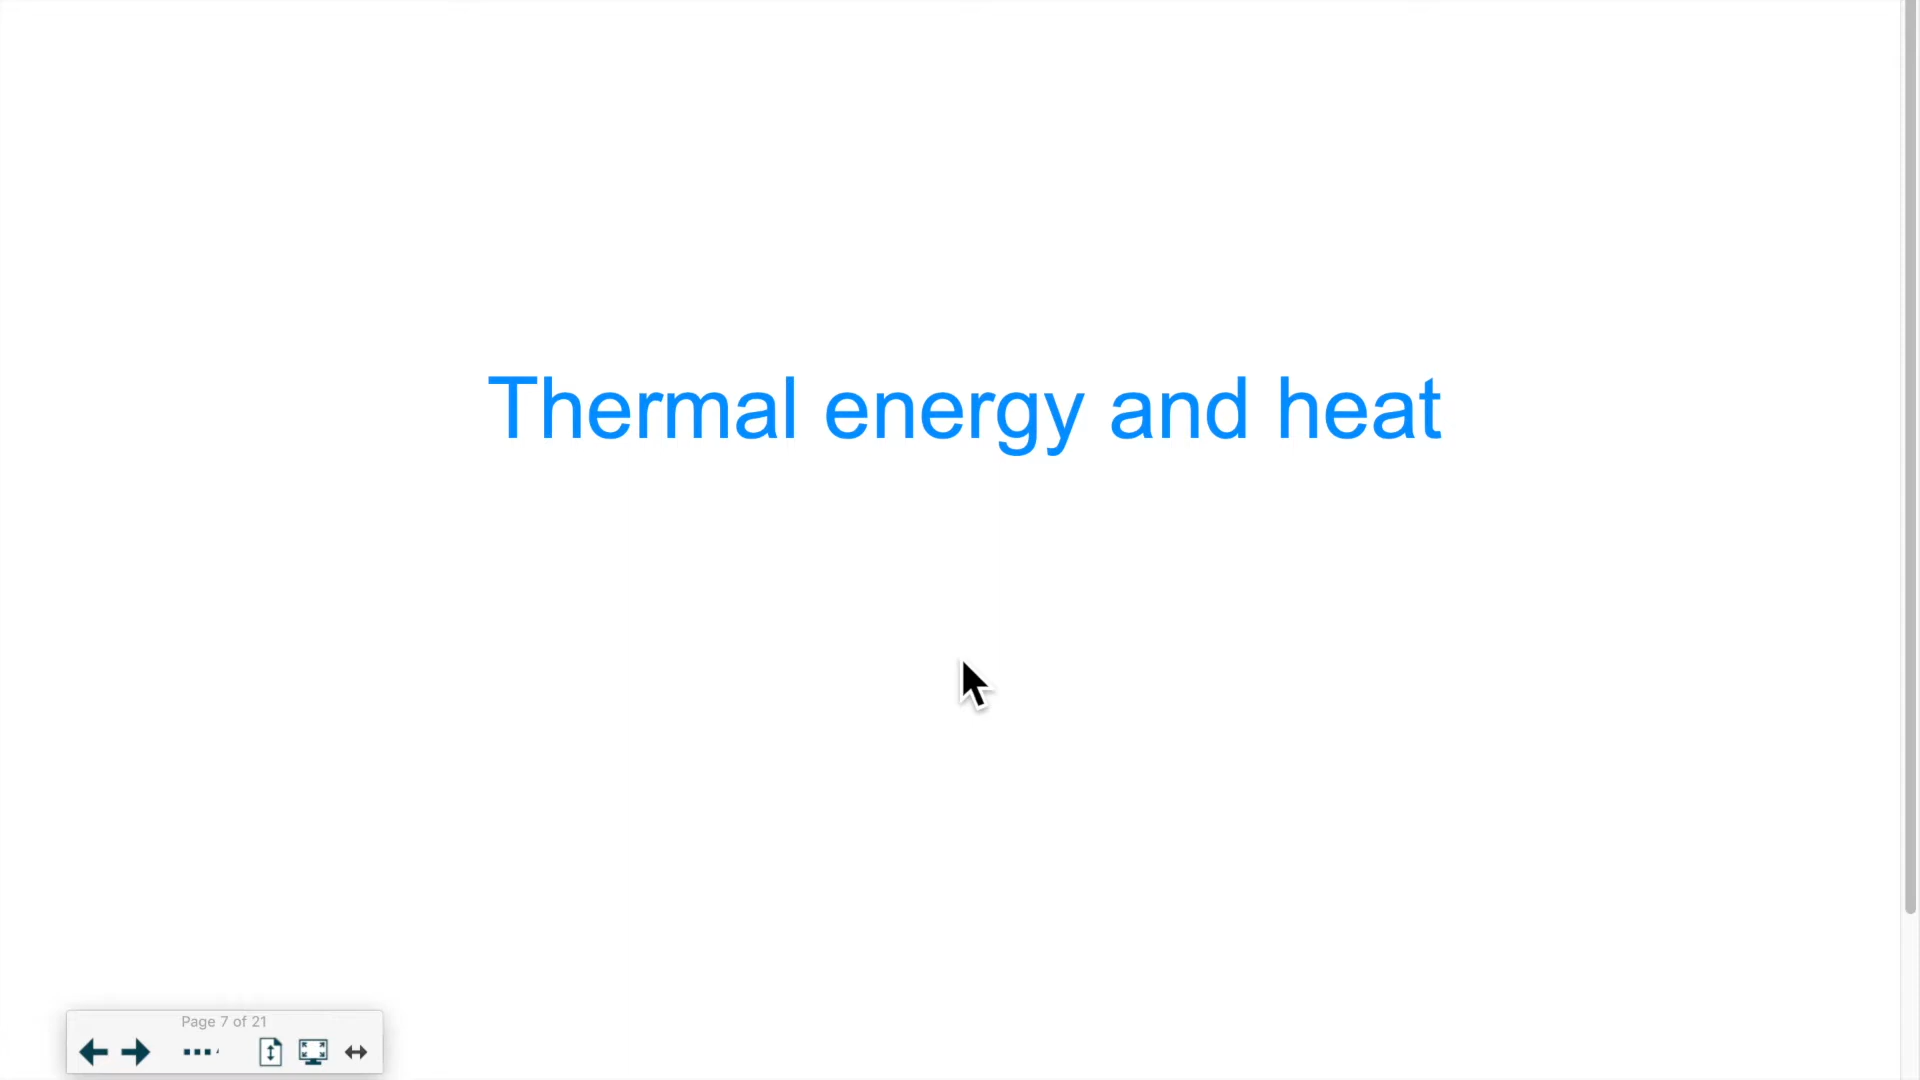 Thermal energy and heat
Page 7 of 21